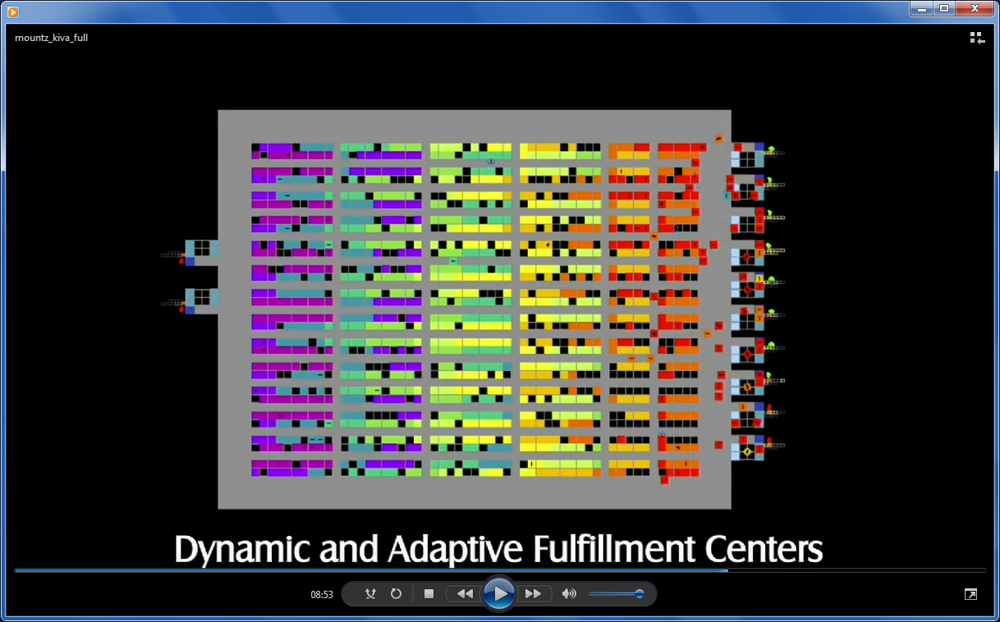 mountz_kiva_full
Dynamic and Adaptive Fulfillment Centers
08:53